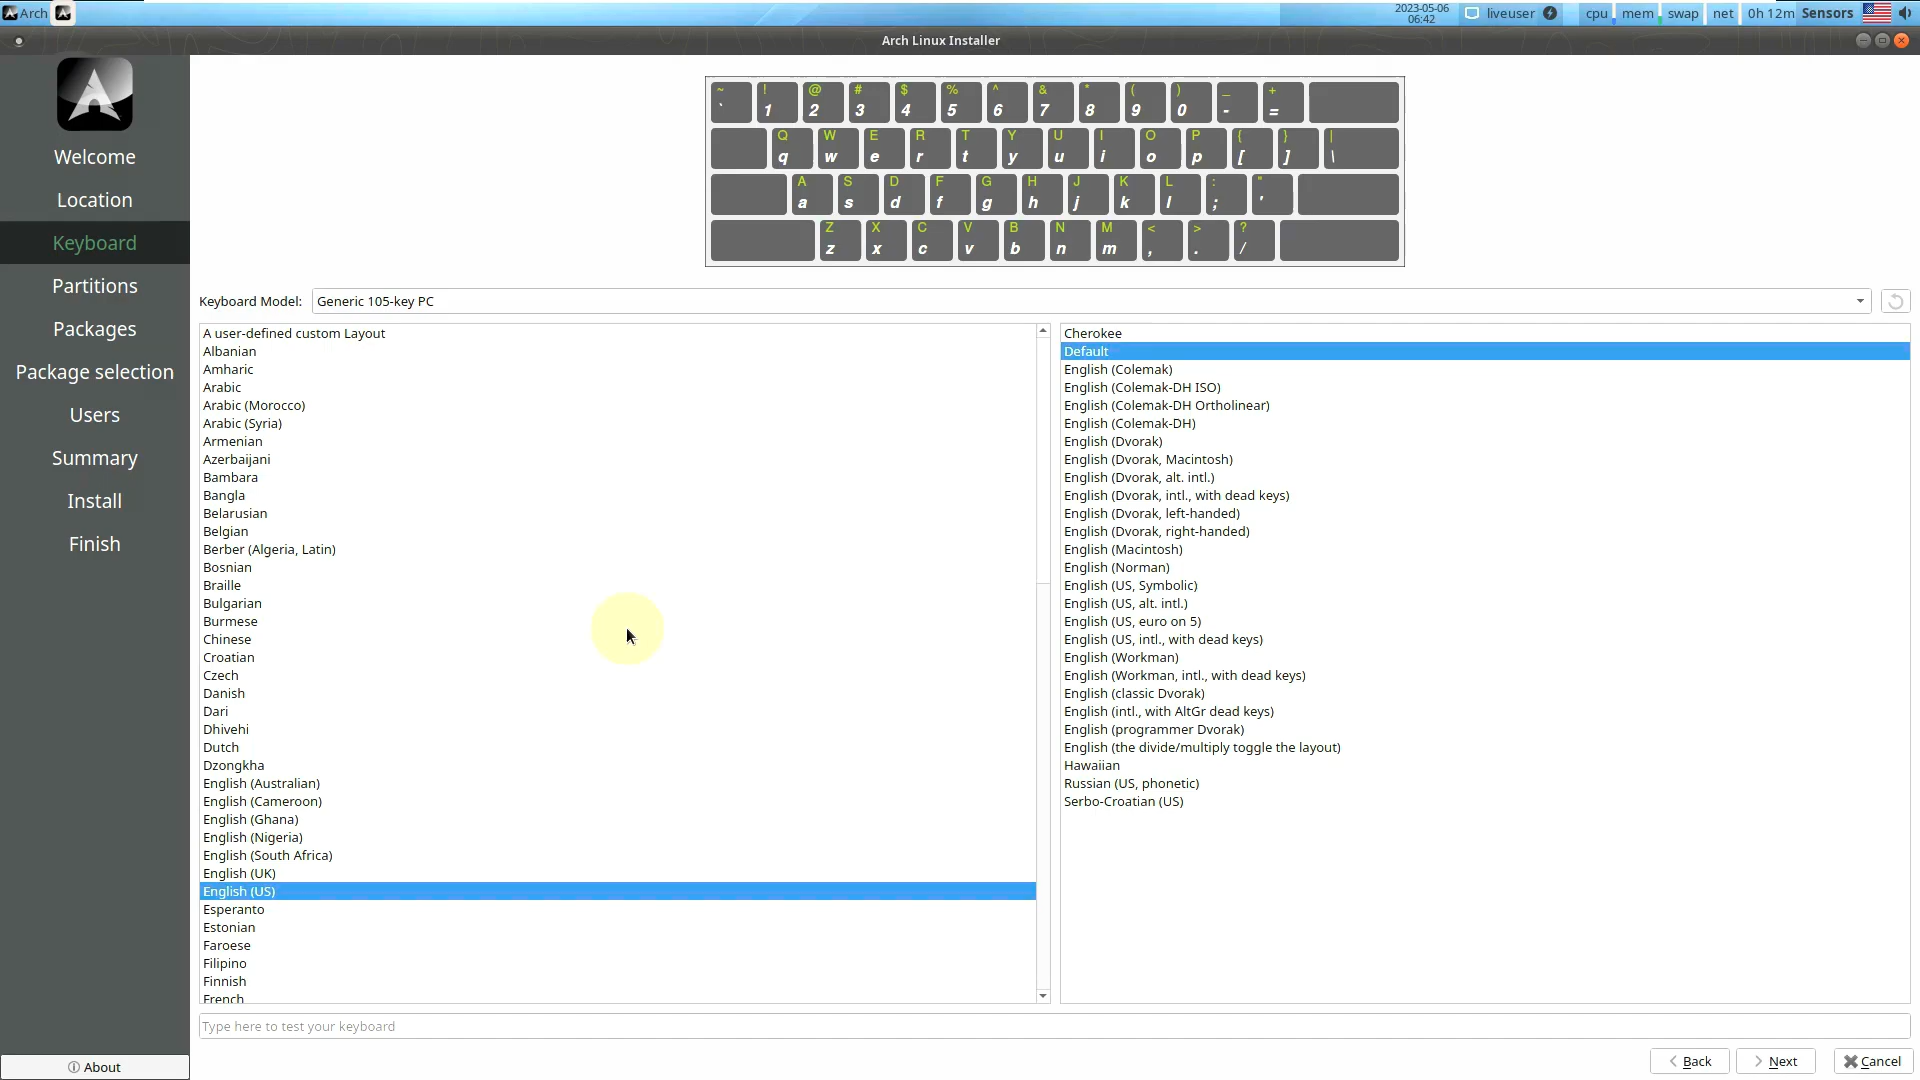 Arch
2023-05-06
06:42
liveuser
cpu mem swap net 0h 12m Sensors
Arch Linux Installer
Welcome
Location
Keyboard
Partitions
Packages
Package selection
Users
Summary
Install
Finish
About
~ ! @ # $ % ^ & * ( ) _ +
` 1 2 3 4 5 6 7 8 9 0 - =
Q W E R T Y U I O P { } |
q w e r t y u i o p [ ] \
A S D F G H J K L : "
a s d f g h j k l ; '
Z X C V B N M < > ?
z x c v b n m , . /
Keyboard Model: Generic 105-key PC
A user-defined custom Layout
Albanian
Amharic
Arabic
Arabic (Morocco)
Arabic (Syria)
Armenian
Azerbaijani
Bambara
Bangla
Belarusian
Belgian
Berber (Algeria, Latin)
Bosnian
Braille
Bulgarian
Burmese
Chinese
Croatian
Czech
Danish
Dari
Dhivehi
Dutch
Dzongkha
English (Australian)
English (Cameroon)
English (Ghana)
English (Nigeria)
English (South Africa)
English (UK)
English (US)
Esperanto
Estonian
Faroese
Filipino
Finnish
French
Cherokee
Default
English (Colemak)
English (Colemak-DH ISO)
English (Colemak-DH Ortholinear)
English (Colemak-DH)
English (Dvorak)
English (Dvorak, Macintosh)
English (Dvorak, alt. intl.)
English (Dvorak, intl., with dead keys)
English (Dvorak, left-handed)
English (Dvorak, right-handed)
English (Macintosh)
English (Norman)
English (US, Symbolic)
English (US, alt. intl.)
English (US, euro on 5)
English (US, intl., with dead keys)
English (Workman)
English (Workman, intl., with dead keys)
English (classic Dvorak)
English (intl., with AltGr dead keys)
English (programmer Dvorak)
English (the divide/multiply toggle the layout)
Hawaiian
Russian (US, phonetic)
Serbo-Croatian (US)
Type here to test your keyboard
Back Next Cancel